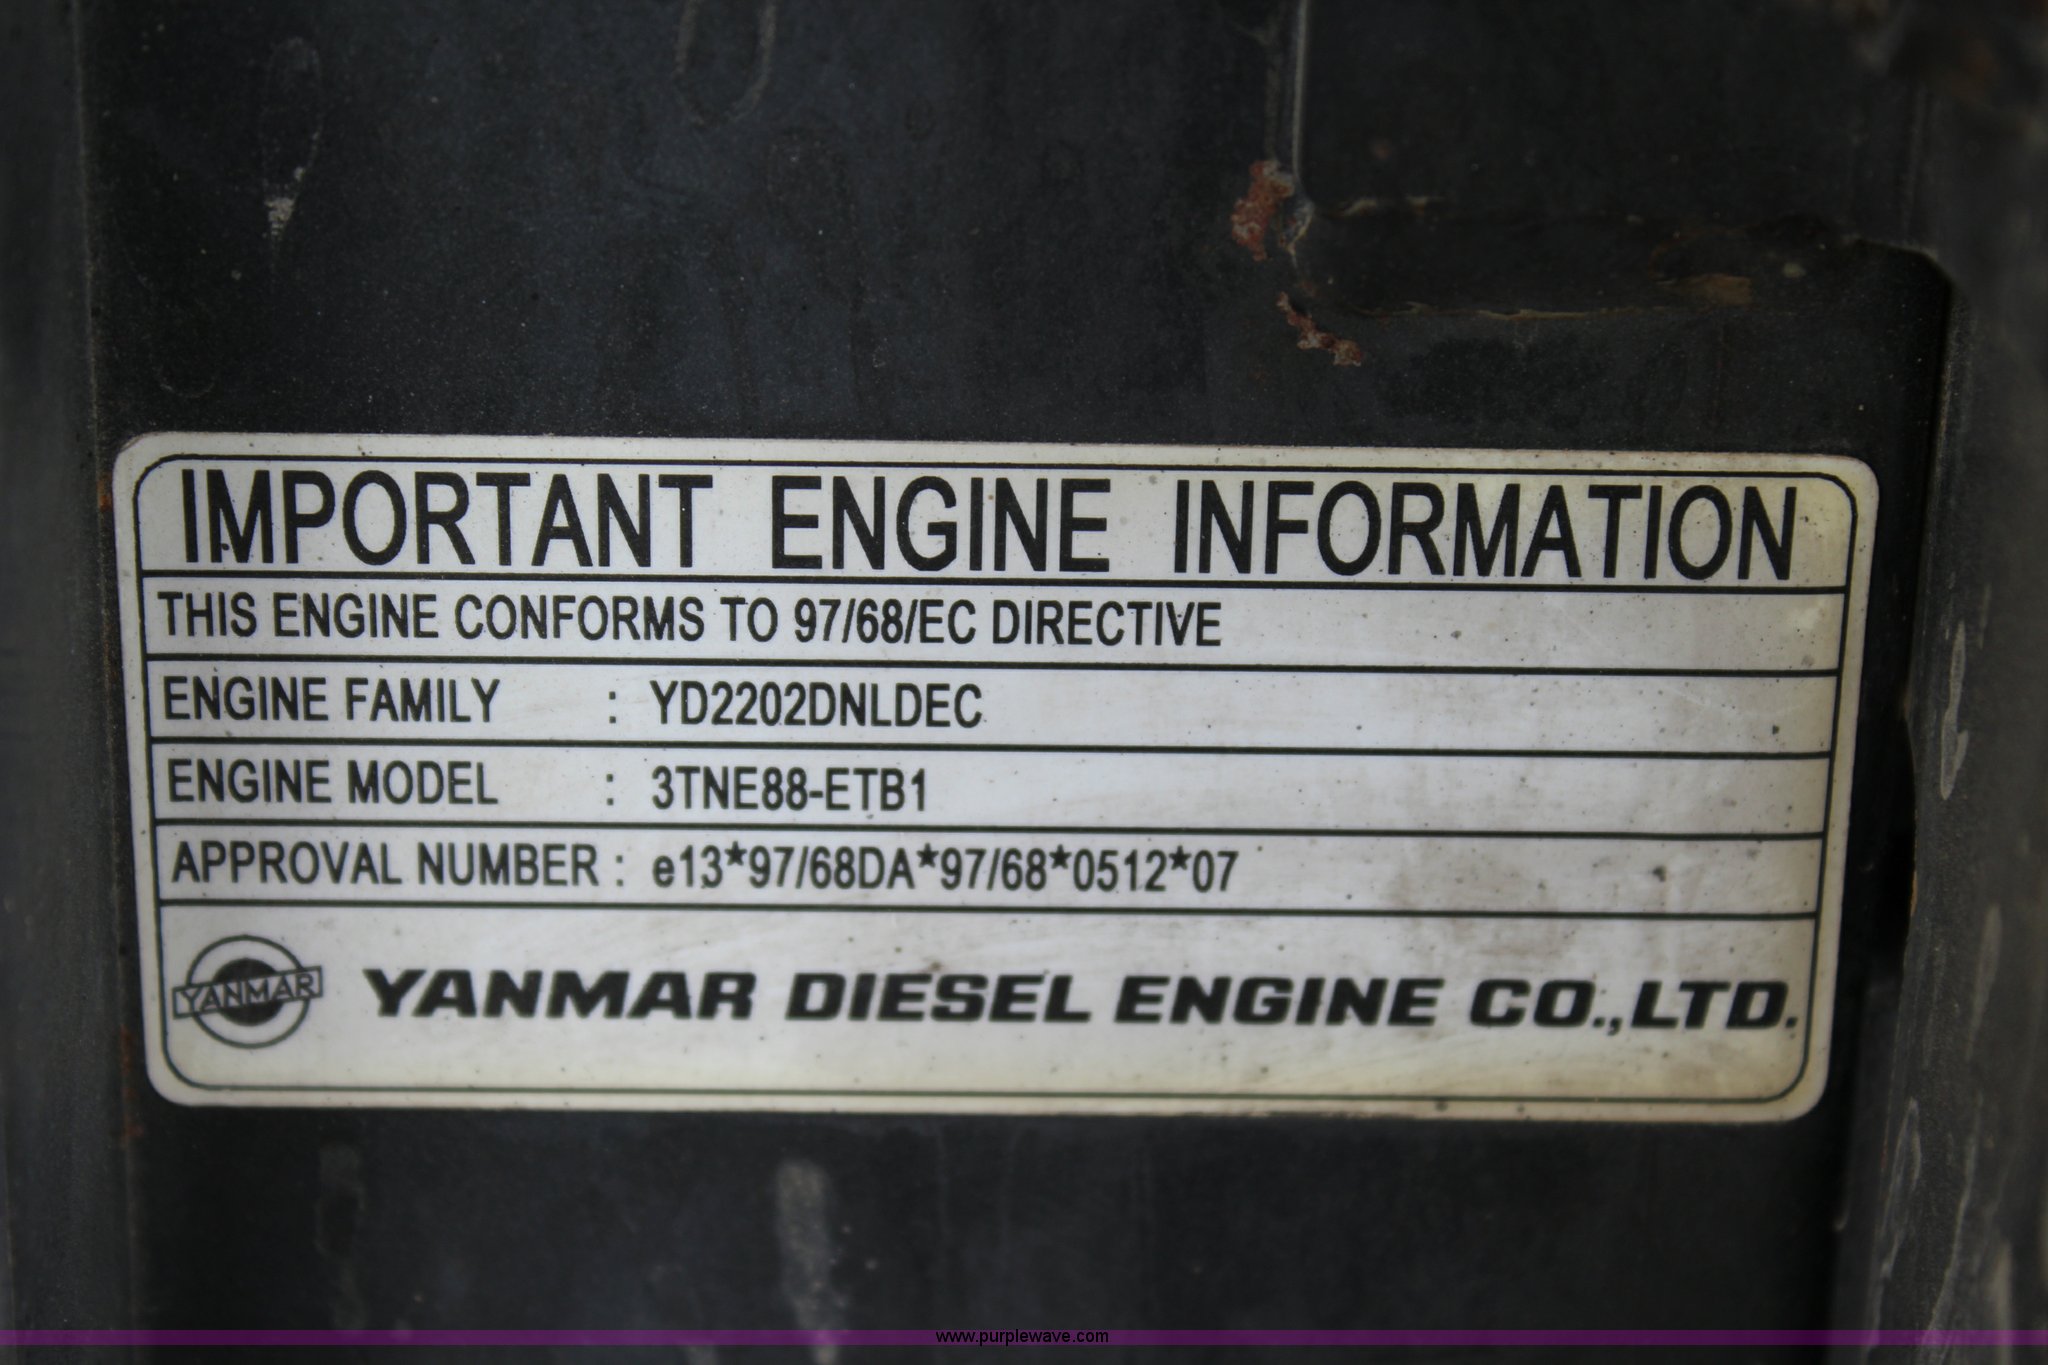 IMPORTANT ENGINE INFORMATION
THIS ENGINE CONFORMS TO 97/68/EC DIRECTIVE
ENGINE FAMILY : YD2202DNLDEC
ENGINE MODEL : 3TNE88-ETB1
APPROVAL NUMBER : e13*97/68DA*97/68*0512*07
YANMAR YANMAR DIESEL ENGINE CO.,LTD.
www.purplewave.com